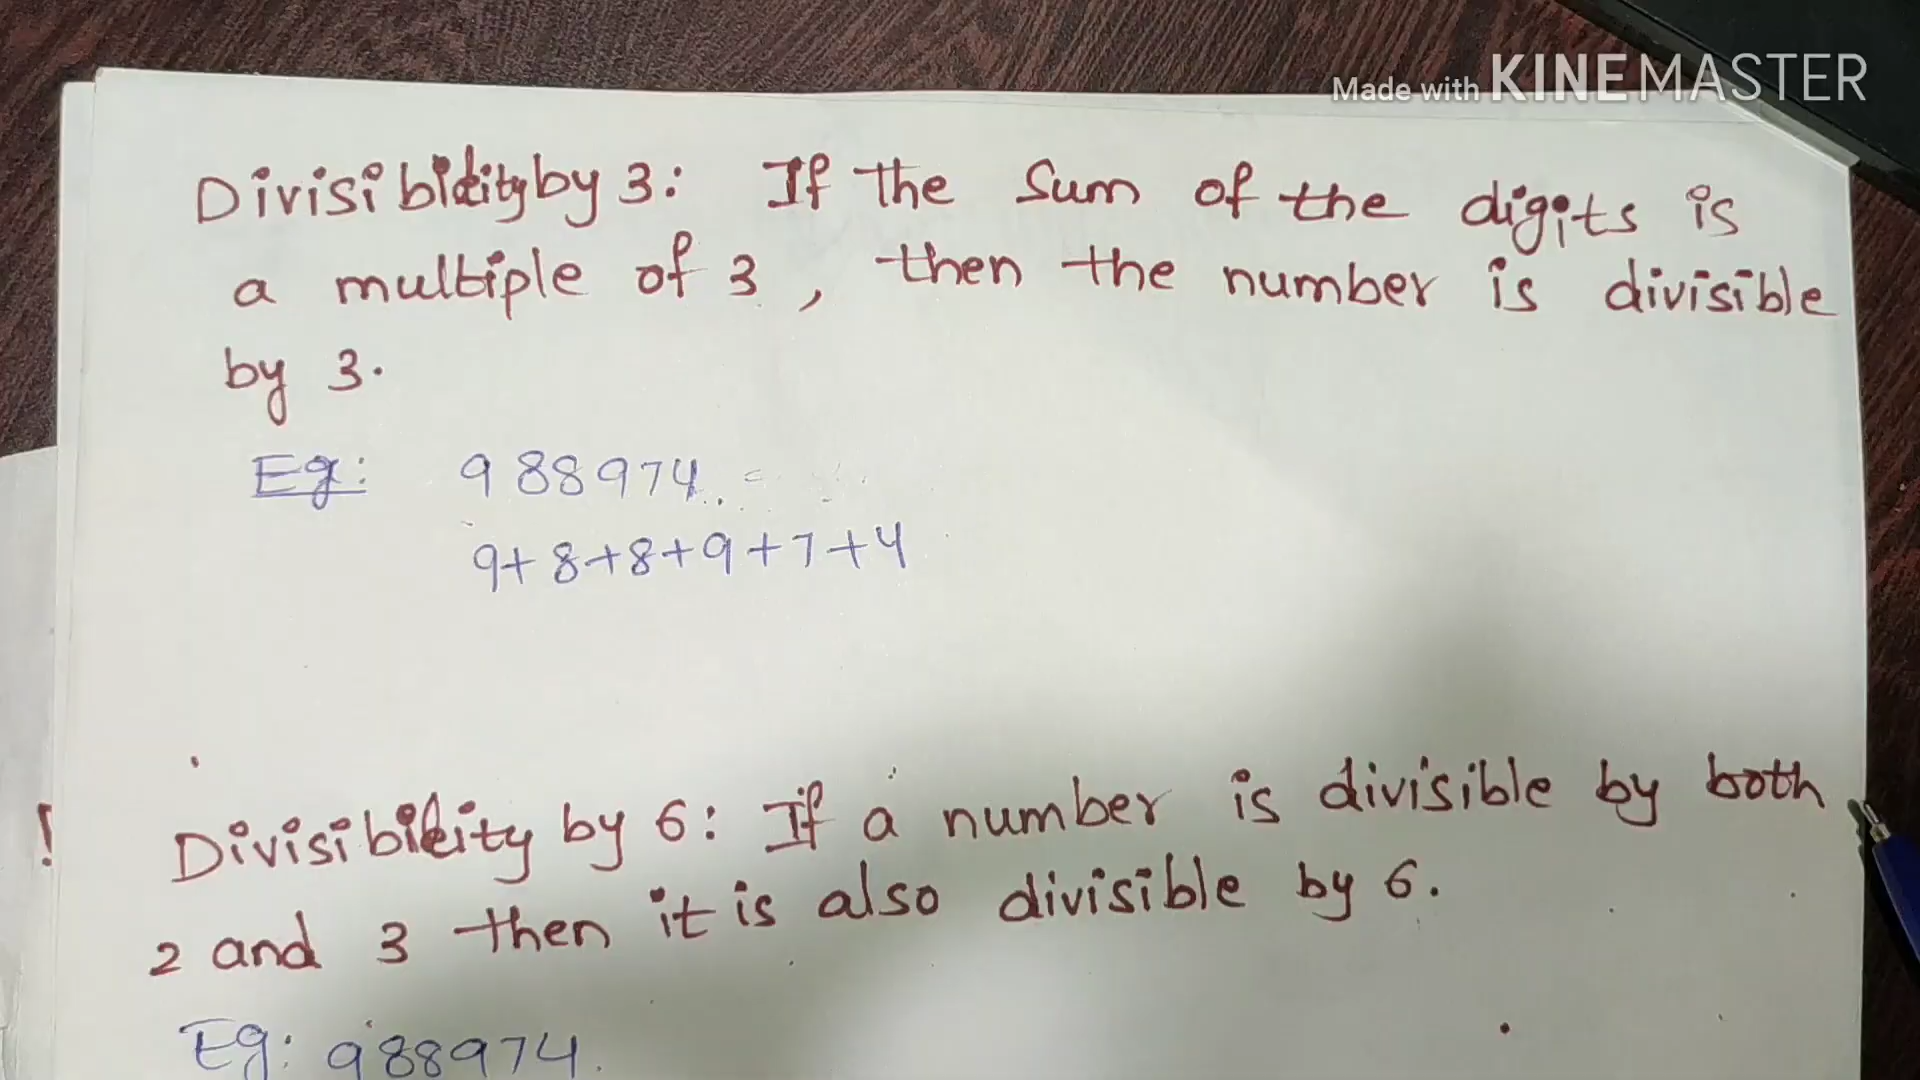 Made with KINEMASTER
Divisibility by 3: If the sum of the digits is
a multiple of 3, then the number is divisible
by 3.
Eg: 988974.
9+8+8+9+7+4
Divisibility by 6: If a number is divisible by both
2 and 3 then it is also divisible by 6.
Eg: 988974.